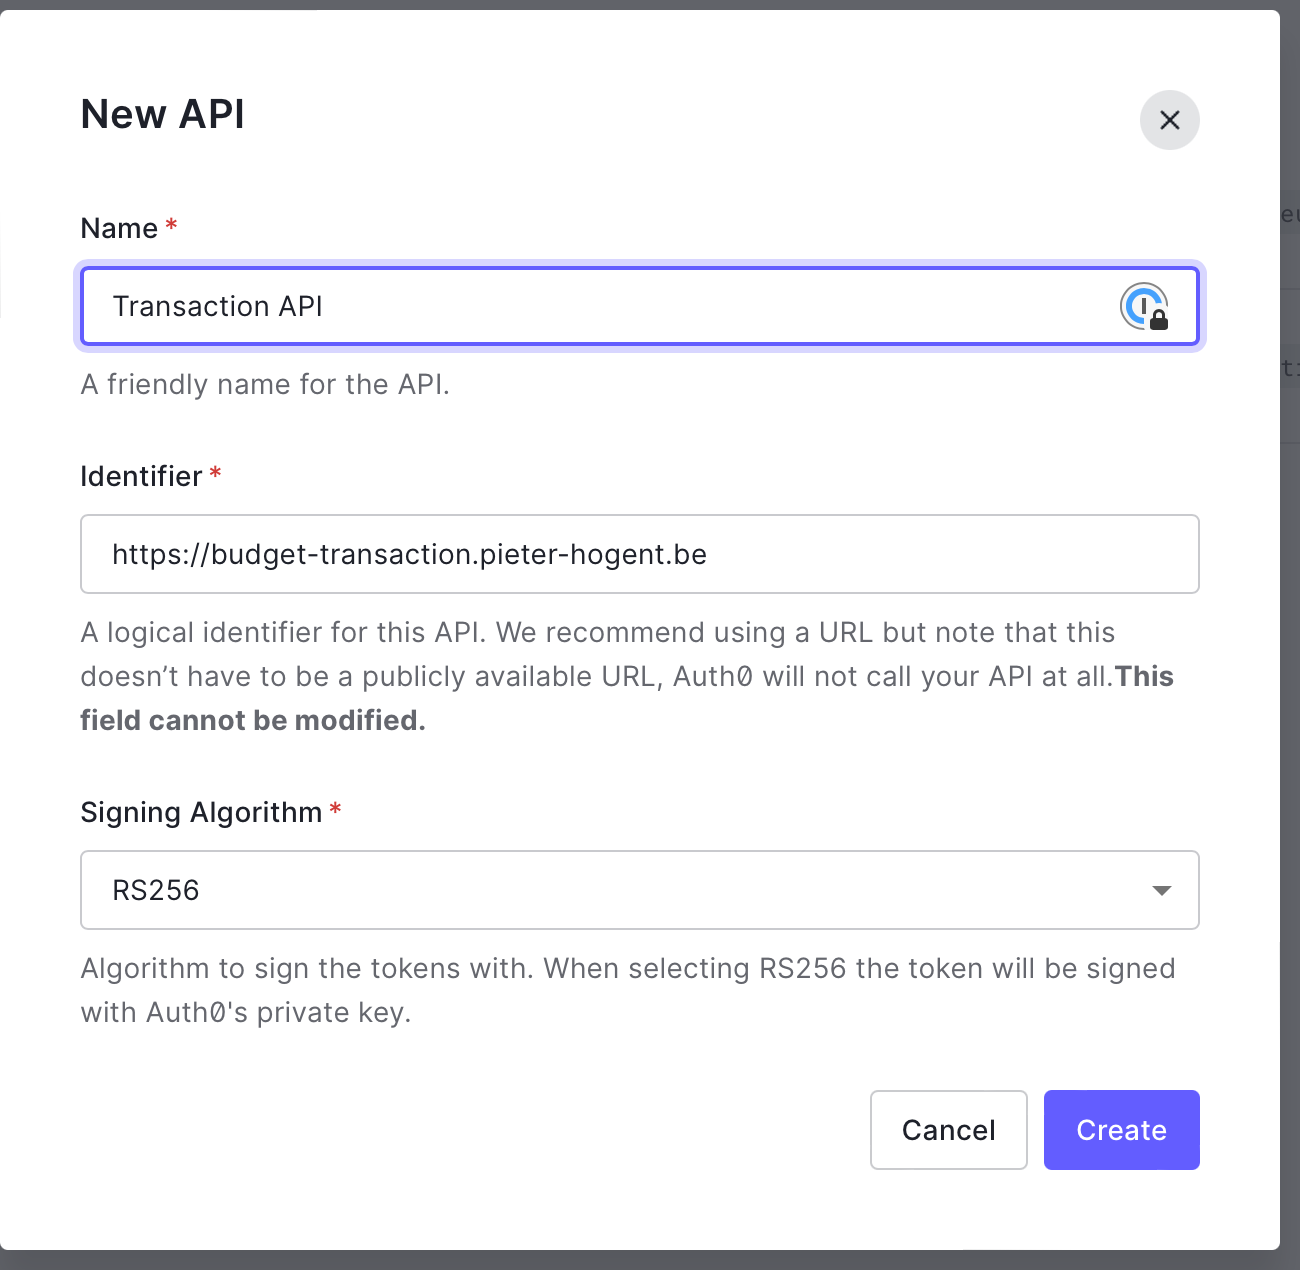 New API
Name *
Transaction API
A friendly name for the API.
Identifier *
https://budget-transaction.pieter-hogent.be
A logical identifier for this API. We recommend using a URL but note that this
doesn’t have to be a publicly available URL, Auth0 will not call your API at all.This
field cannot be modified.
Signing Algorithm *
RS256
Algorithm to sign the tokens with. When selecting RS256 the token will be signed
with Auth0's private key.
Cancel
Create